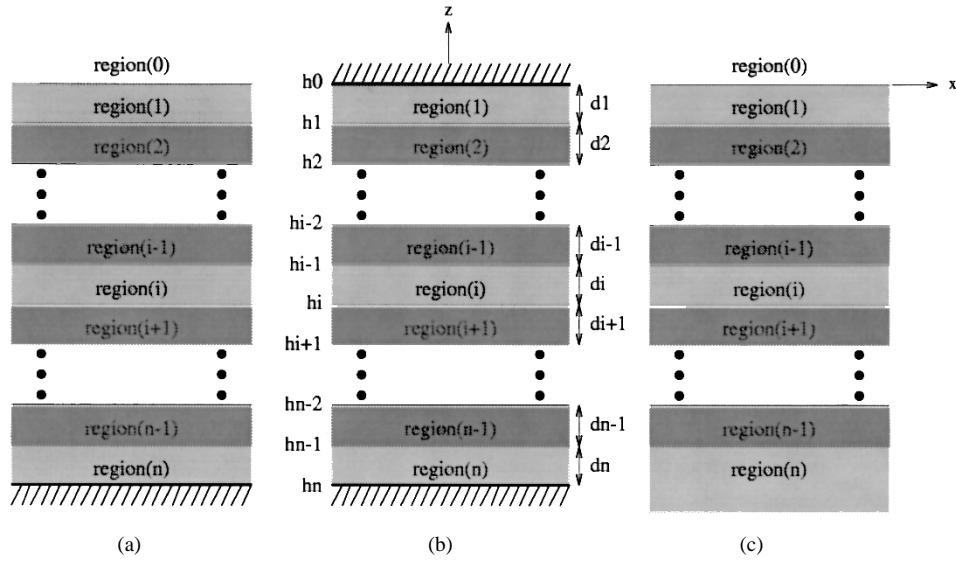 z
region(0)
region(0)
h0
x
region(1)
region(1)
d1
region(1)
h1
region(2)
region(2)
d2
region(2)
h2
hi-2
region(i-1)
region(i-1)
di-1
region(i-1)
hi-1
region(i)
region(i)
di
region(i)
hi
region(i+1)
region(i+1)
di+1
region(i+1)
hi+1
hn-2
region(n-1)
region(n-1)
dn-1
region(n-1)
hn-1
region(n)
region(n)
dn
region(n)
hn
(a)
(b)
(c)